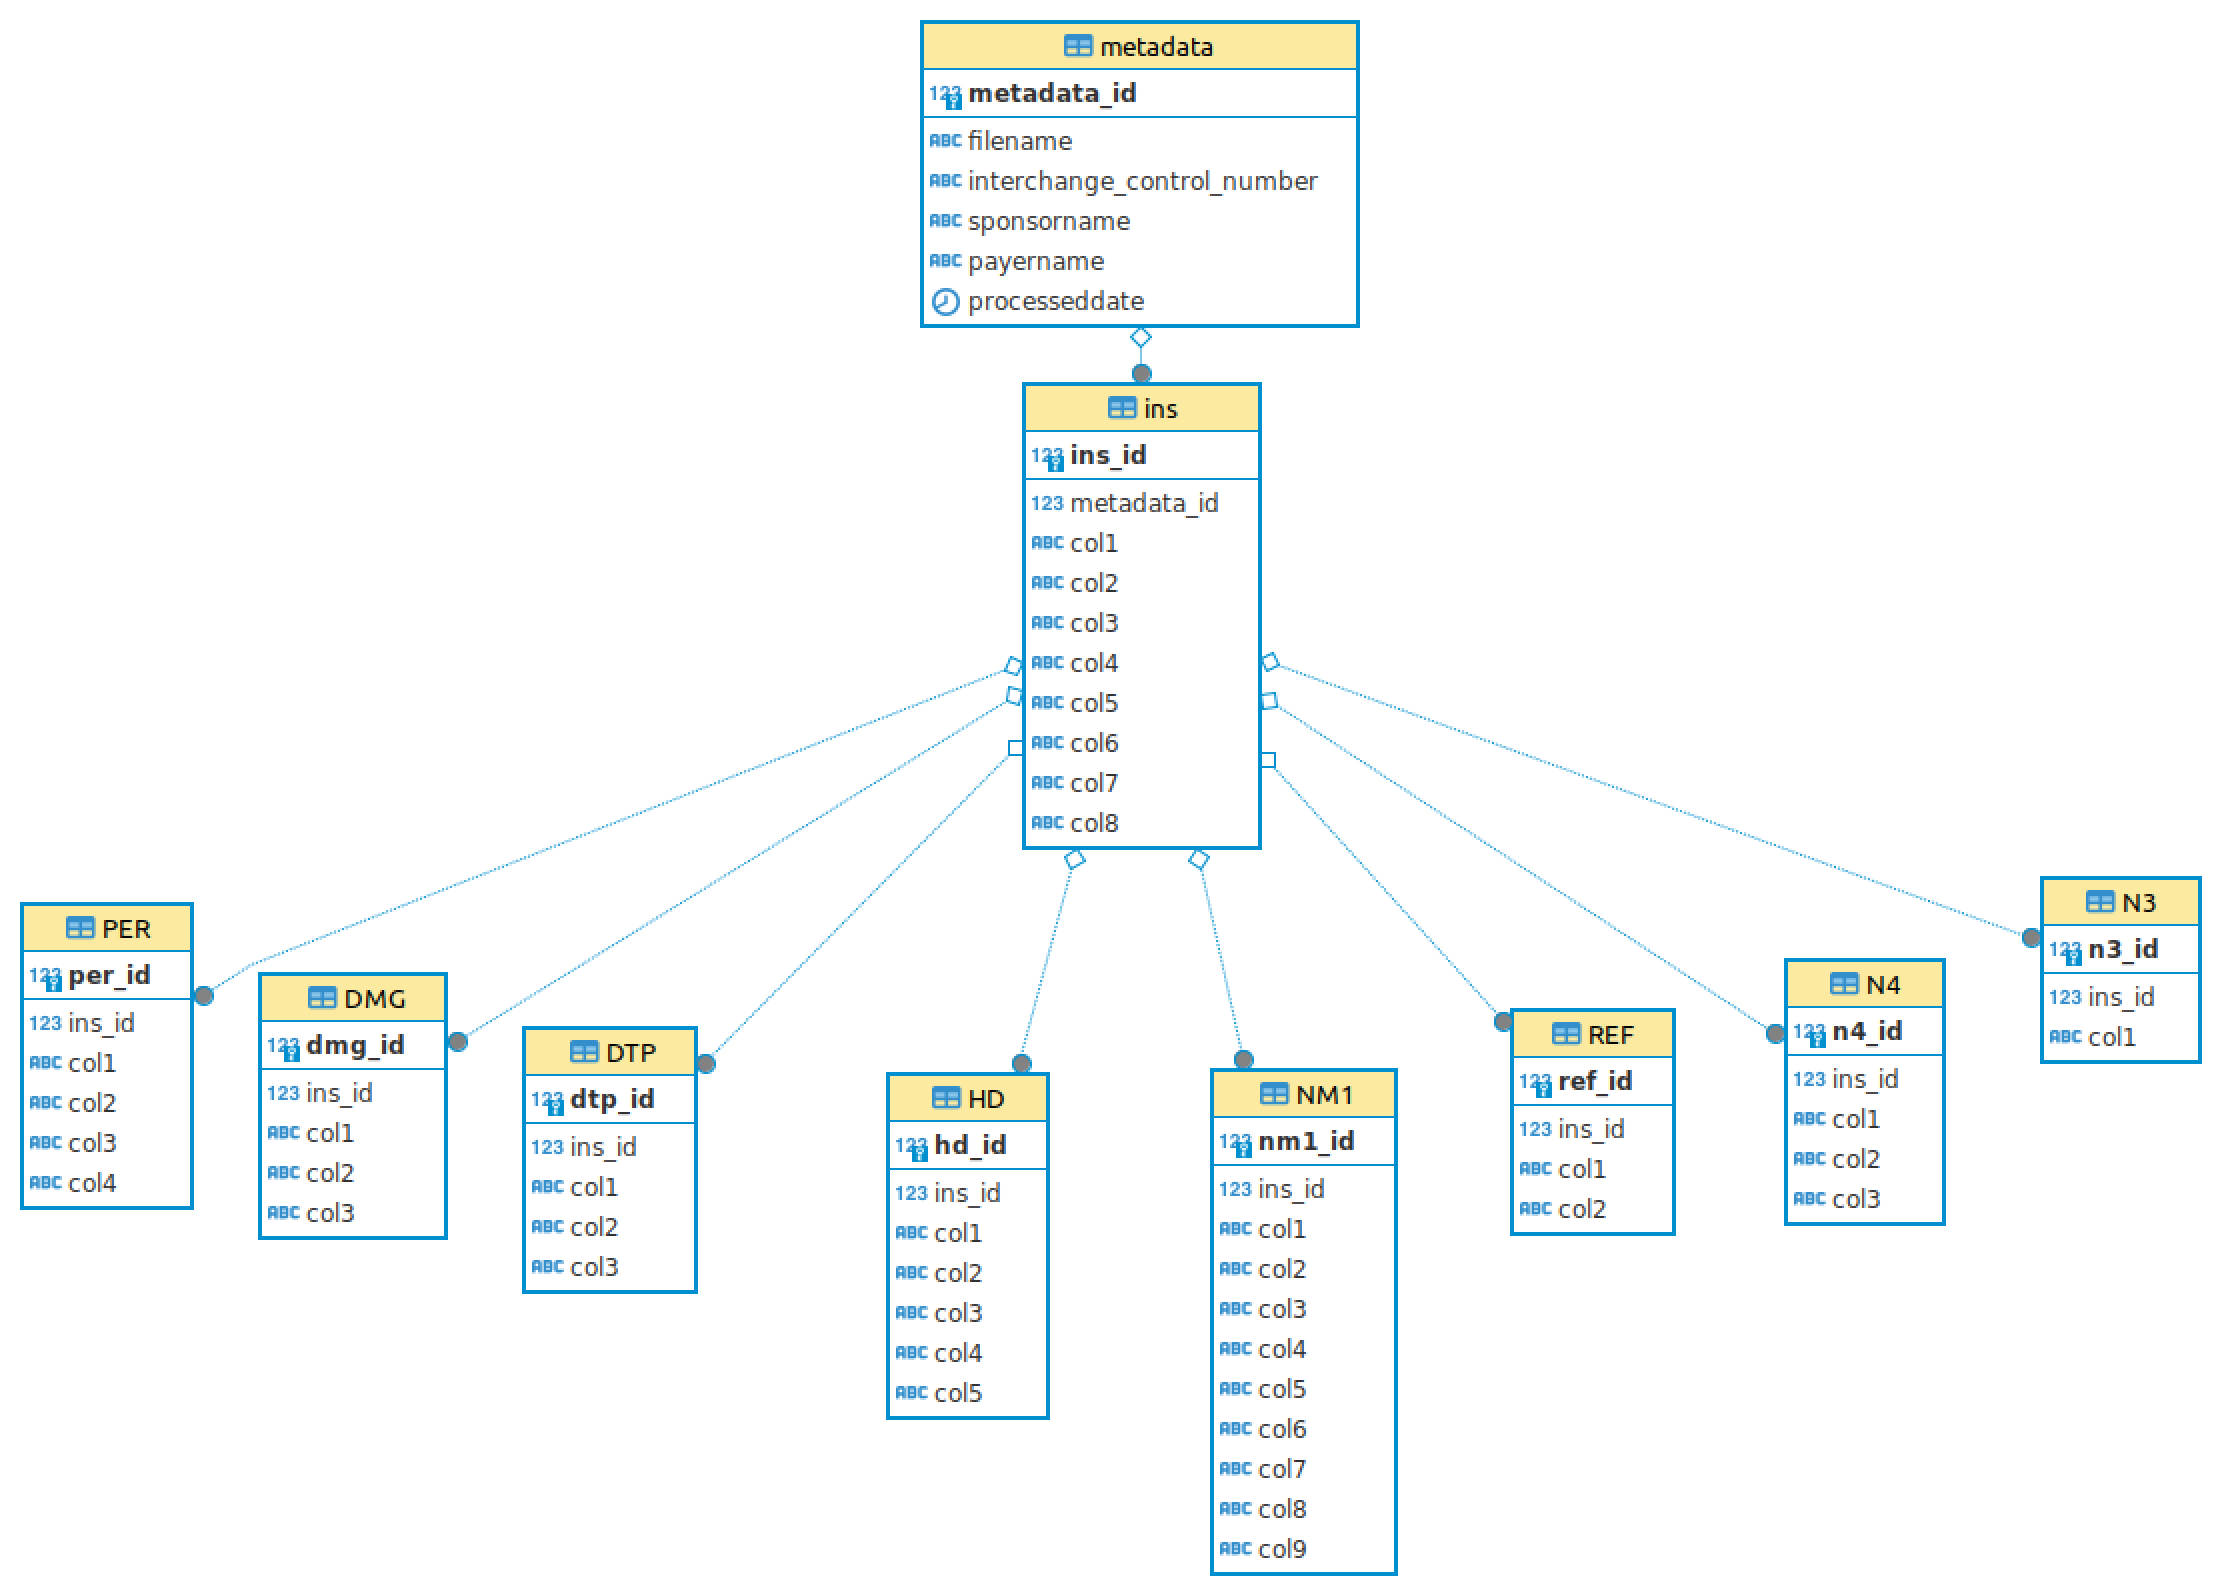 metadata
123 metadata_id
ABC filename
ABC interchange_control_number
ABC sponsorname
ABC payername
processeddate
ins
123 ins_id
123 metadata_id
ABC col1
ABC col2
ABC col3
ABC col4
ABC col5
ABC col6
ABC col7
ABC col8
PER
123 per_id
123 ins_id
ABC col1
ABC col2
ABC col3
ABC col4
DMG
123 dmg_id
123 ins_id
ABC col1
ABC col2
ABC col3
DTP
123 dtp_id
123 ins_id
ABC col1
ABC col2
ABC col3
HD
123 hd_id
123 ins_id
ABC col1
ABC col2
ABC col3
ABC col4
ABC col5
NM1
123 nm1_id
123 ins_id
ABC col1
ABC col2
ABC col3
ABC col4
ABC col5
ABC col6
ABC col7
ABC col8
ABC col9
REF
123 ref_id
123 ins_id
ABC col1
ABC col2
N4
123 n4_id
123 ins_id
ABC col1
ABC col2
ABC col3
N3
123 n3_id
123 ins_id
ABC col1